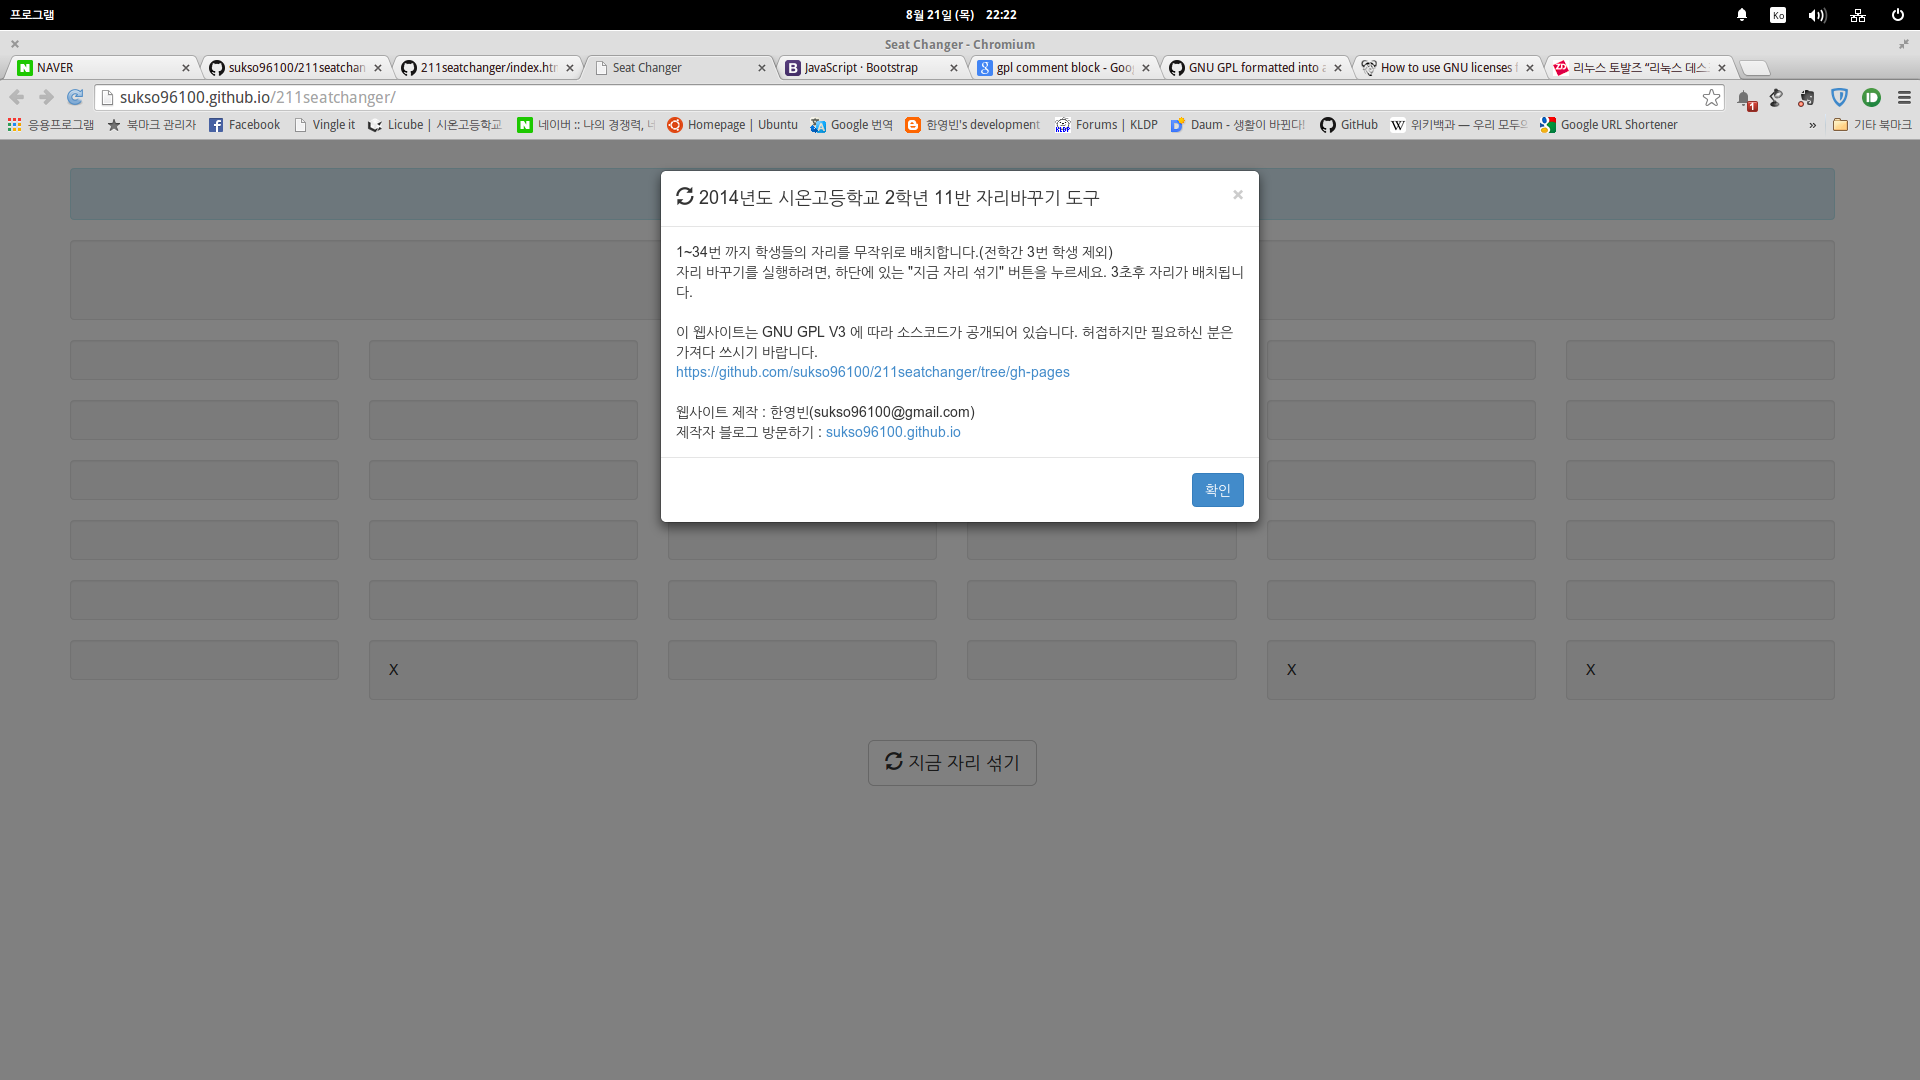 프로그램
8월 21일 (목) 22:22
Ko
Seat Changer - Chromium
NAVER
sukso96100/211seatchan
211seatchanger/index.htm
Seat Changer
JavaScript · Bootstrap
gpl comment block - Goo
GNU GPL formatted into a
How to use GNU licenses f
리누스 토발즈 “리눅스 데스
sukso96100.github.io/211seatchanger/
1
응용프로그램
북마크 관리자
Facebook
Vingle it
Licube | 시온고등학교
네이버 :: 나의 경쟁력, 네
Homepage | Ubuntu
Google 번역
한영빈's development
Forums | KLDP
Daum - 생활이 바뀐다!
GitHub
위키백과 — 우리 모두의
Google URL Shortener
»
기타 북마크
2014년도 시온고등학교 2학년 11반 자리바꾸기 도구
×
1~34번 까지 학생들의 자리를 무작위로 배치합니다.(전학간 3번 학생 제외)
자리 바꾸기를 실행하려면, 하단에 있는 "지금 자리 섞기" 버튼을 누르세요. 3초후 자리가 배치됩니
다.
이 웹사이트는 GNU GPL V3 에 따라 소스코드가 공개되어 있습니다. 허접하지만 필요하신 분은
가져다 쓰시기 바랍니다.
https://github.com/sukso96100/211seatchanger/tree/gh-pages
웹사이트 제작 : 한영빈(sukso96100@gmail.com)
제작자 블로그 방문하기 : sukso96100.github.io
확인
X
X
X
지금 자리 섞기